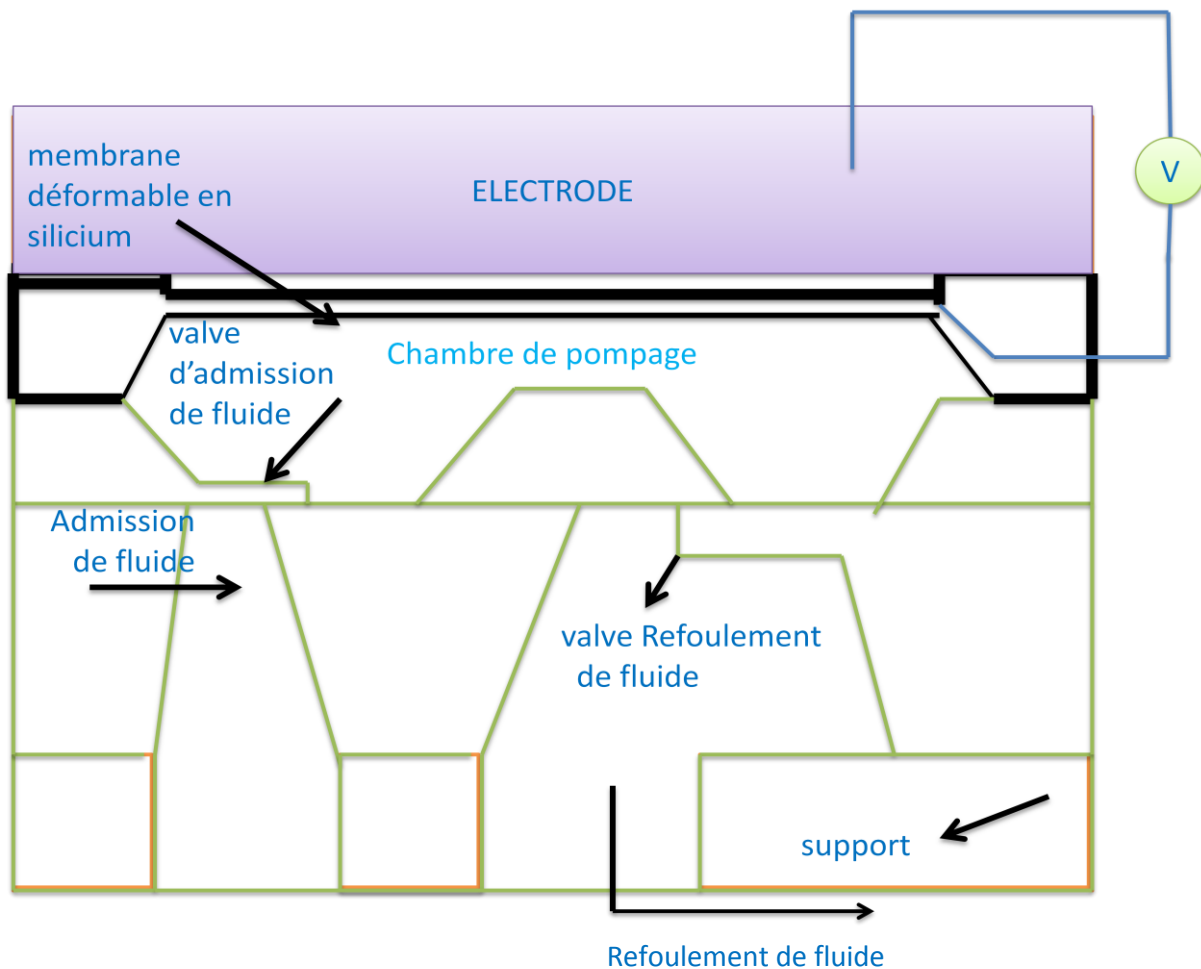 V
membrane
déformable en
silicium
ELECTRODE
valve
d'admission
de fluide
Chambre de pompage
Admission
de fluide
valve Refoulement
de fluide
support
Refoulement de fluide